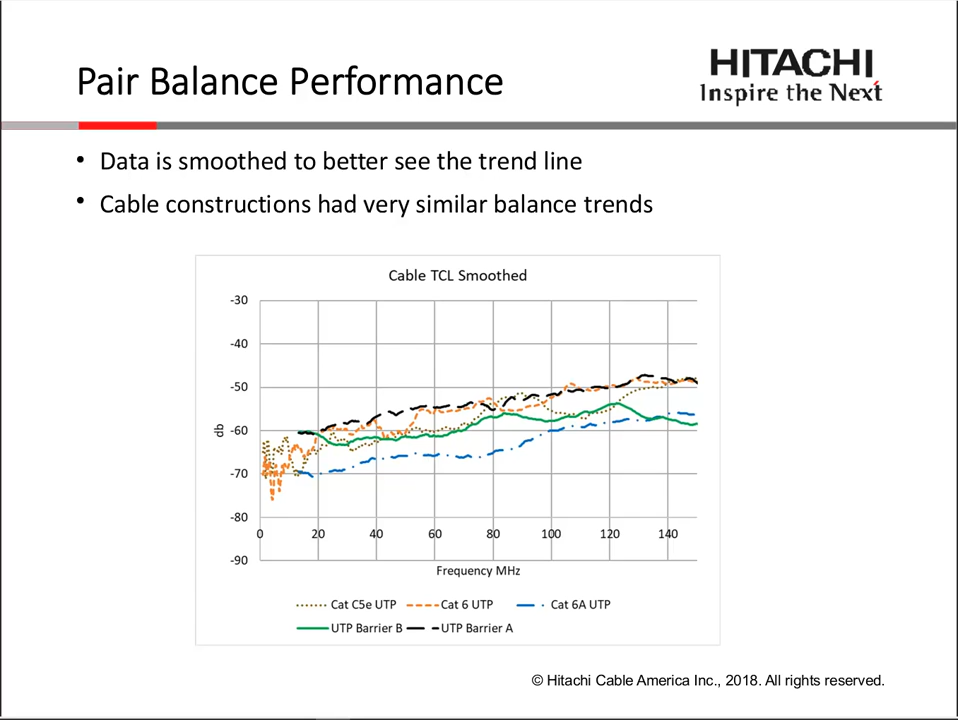 Pair Balance Performance
HITACHI
Inspire the Next
• Data is smoothed to better see the trend line
• Cable constructions had very similar balance trends
Cable TCL Smoothed
-30
-40
-50
-60
-70
-80
-90
db
0 20 40 60 80 100 120 140
Frequency MHz
Cat C5e UTP Cat 6 UTP Cat 6A UTP
UTP Barrier B UTP Barrier A
© Hitachi Cable America Inc., 2018. All rights reserved.